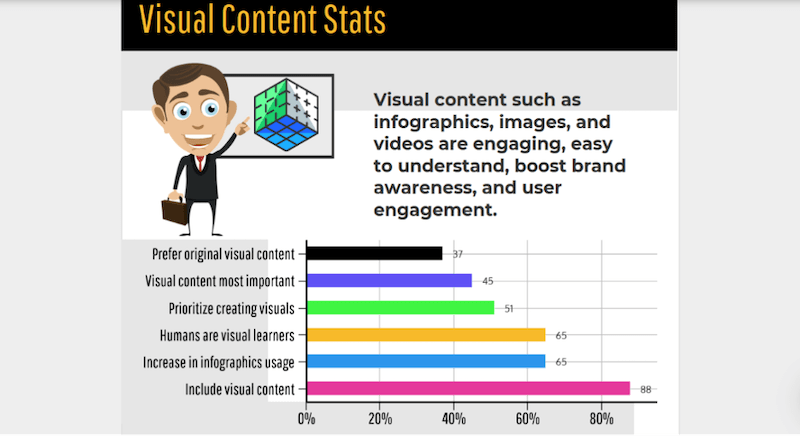 Visual Content Stats
Visual content such as
infographics, images, and
videos are engaging, easy
to understand, boost brand
awareness, and user
engagement.
Prefer original visual content 37
Visual content most important 45
Prioritize creating visuals 51
Humans are visual learners 65
Increase in infographics usage 65
Include visual content 88
0% 20% 40% 60% 80%